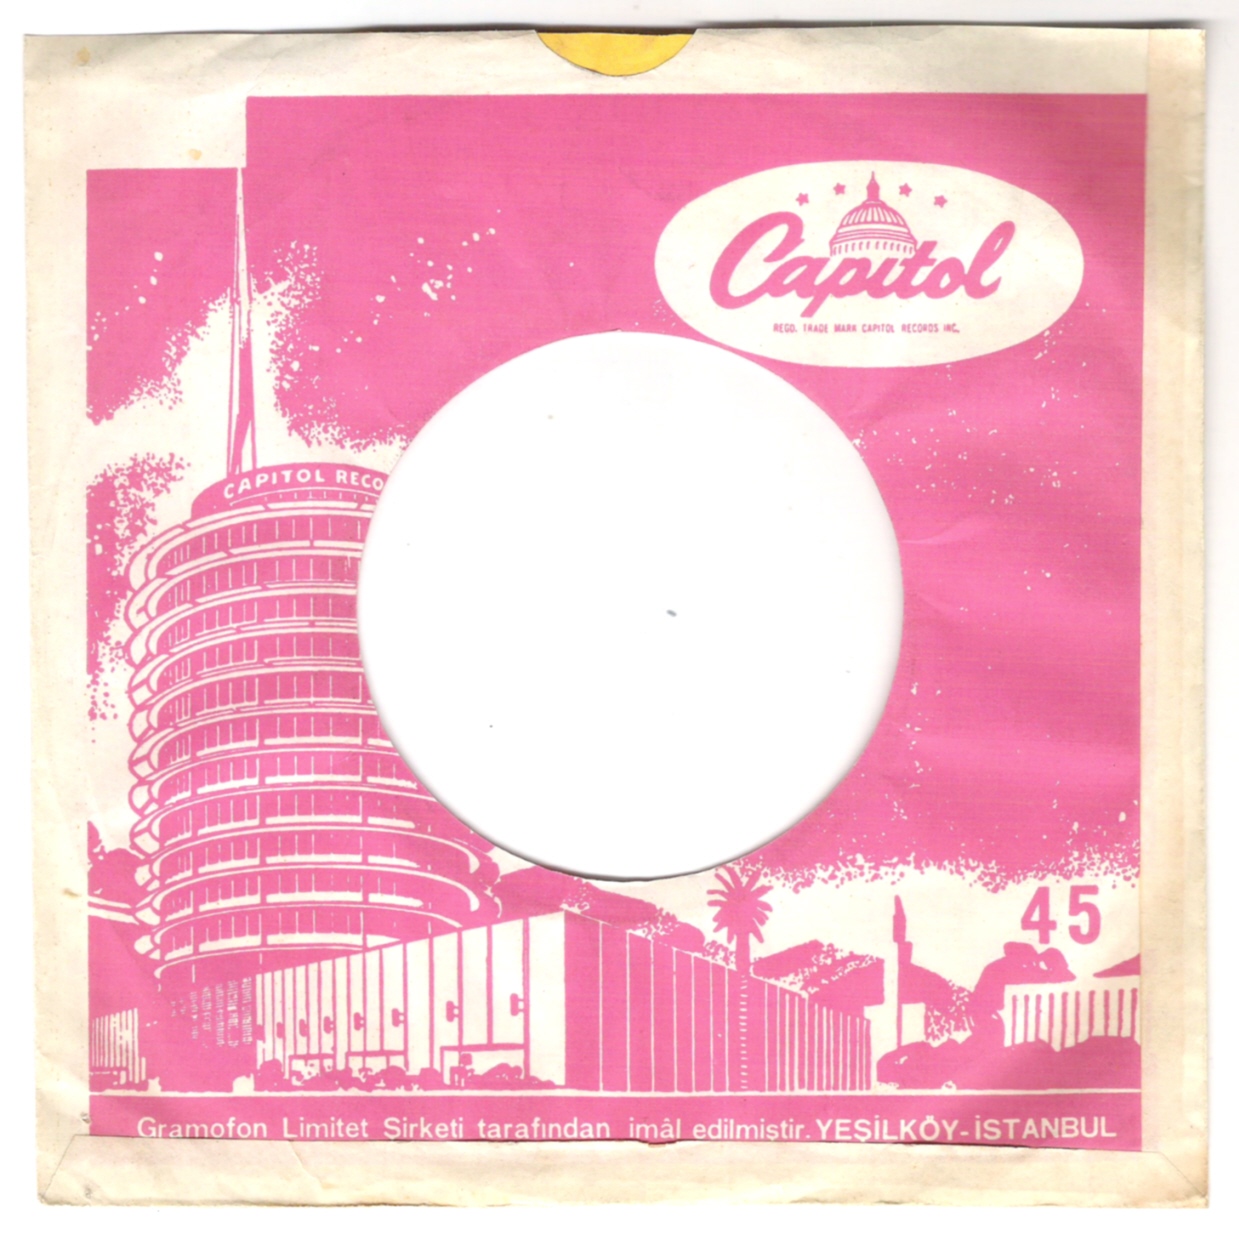 Capitol
REGD. TRADE MARK CAPITOL RECORDS INC.
CAPITOL RECO
45
Gramofon Limitet Şirketi tarafından imâl edilmiştir. YEŞİLKÖY-İSTANBUL